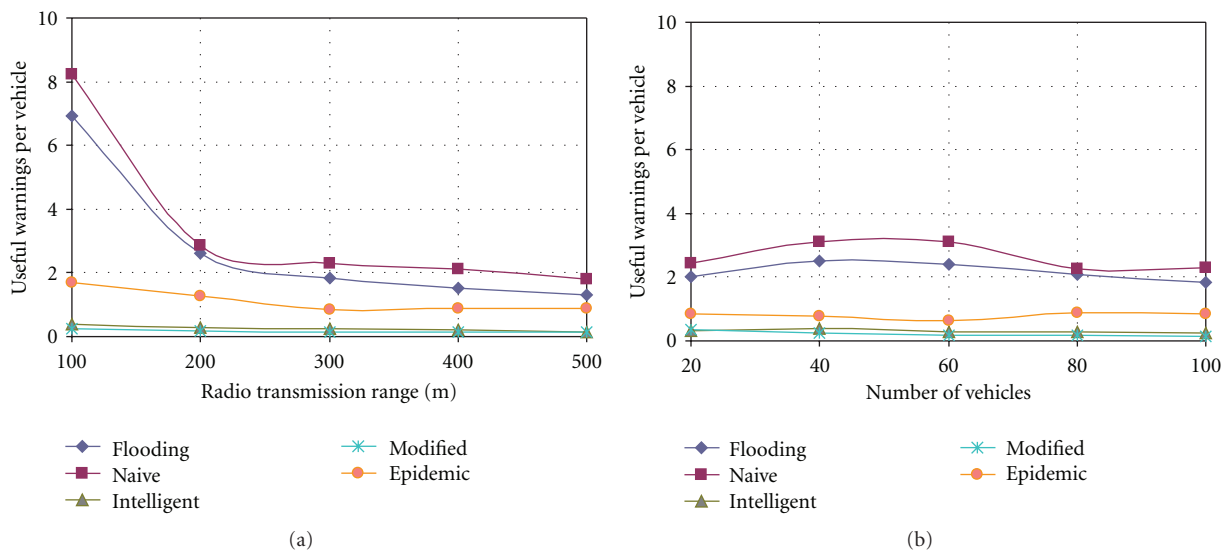 10
8
6
4
2
0
Useful warnings per vehicle
100 200 300 400 500
Radio transmission range (m)
Flooding
Naive
Intelligent
Modified
Epidemic
(a)
10
8
6
4
2
0
Useful warnings per vehicle
20 40 60 80 100
Number of vehicles
Flooding
Naive
Intelligent
Modified
Epidemic
(b)